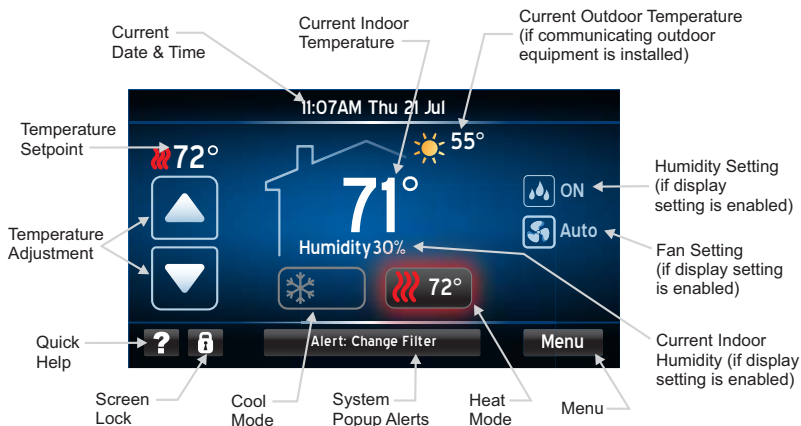 Current
Date & Time
Current Indoor
Temperature
Current Outdoor Temperature
(if communicating outdoor
equipment is installed)
11:07AM Thu 21 Jul
Temperature
Setpoint
72°
55°
71°
Humidity 30%
ON
Auto
Humidity Setting
(if display
setting is enabled)
Temperature
Adjustment
Fan Setting
(if display setting
is enabled)
72°
Quick
Help
?
Alert: Change Filter
Menu
Current Indoor
Humidity (if display
setting is enabled)
Screen
Lock
Cool
Mode
System
Popup Alerts
Heat
Mode
Menu